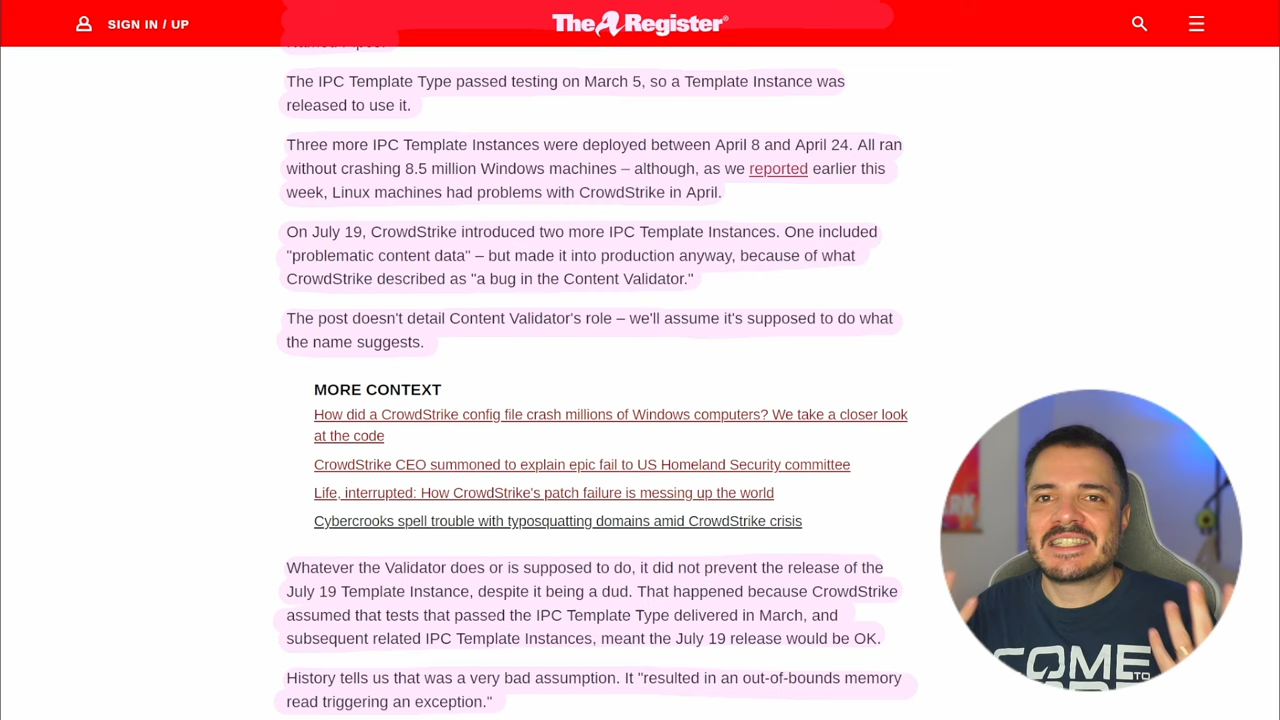 SIGN IN / UP
The Register®
The IPC Template Type passed testing on March 5, so a Template Instance was
released to use it.
Three more IPC Template Instances were deployed between April 8 and April 24. All ran
without crashing 8.5 million Windows machines – although, as we reported earlier this
week, Linux machines had problems with CrowdStrike in April.
On July 19, CrowdStrike introduced two more IPC Template Instances. One included
"problematic content data" – but made it into production anyway, because of what
CrowdStrike described as "a bug in the Content Validator."
The post doesn't detail Content Validator's role – we'll assume it's supposed to do what
the name suggests.
MORE CONTEXT
How did a CrowdStrike config file crash millions of Windows computers? We take a closer look
at the code
CrowdStrike CEO summoned to explain epic fail to US Homeland Security committee
Life, interrupted: How CrowdStrike's patch failure is messing up the world
Cybercrooks spell trouble with typosquatting domains amid CrowdStrike crisis
Whatever the Validator does or is supposed to do, it did not prevent the release of the
July 19 Template Instance, despite it being a dud. That happened because CrowdStrike
assumed that tests that passed the IPC Template Type delivered in March, and
subsequent related IPC Template Instances, meant the July 19 release would be OK.
History tells us that was a very bad assumption. It "resulted in an out-of-bounds memory
read triggering an exception."
COME
TO